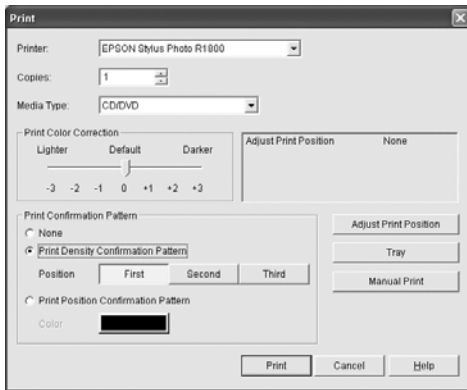 Print
Printer: EPSON Stylus Photo R1800
Copies: 1
Media Type: CD/DVD
Print Color Correction
Lighter Default Darker
-3 -2 -1 0 +1 +2 +3
Adjust Print Position None
Print Confirmation Pattern
None
Print Density Confirmation Pattern
Position First Second Third
Print Position Confirmation Pattern
Color
Adjust Print Position
Tray
Manual Print
Print Cancel Help